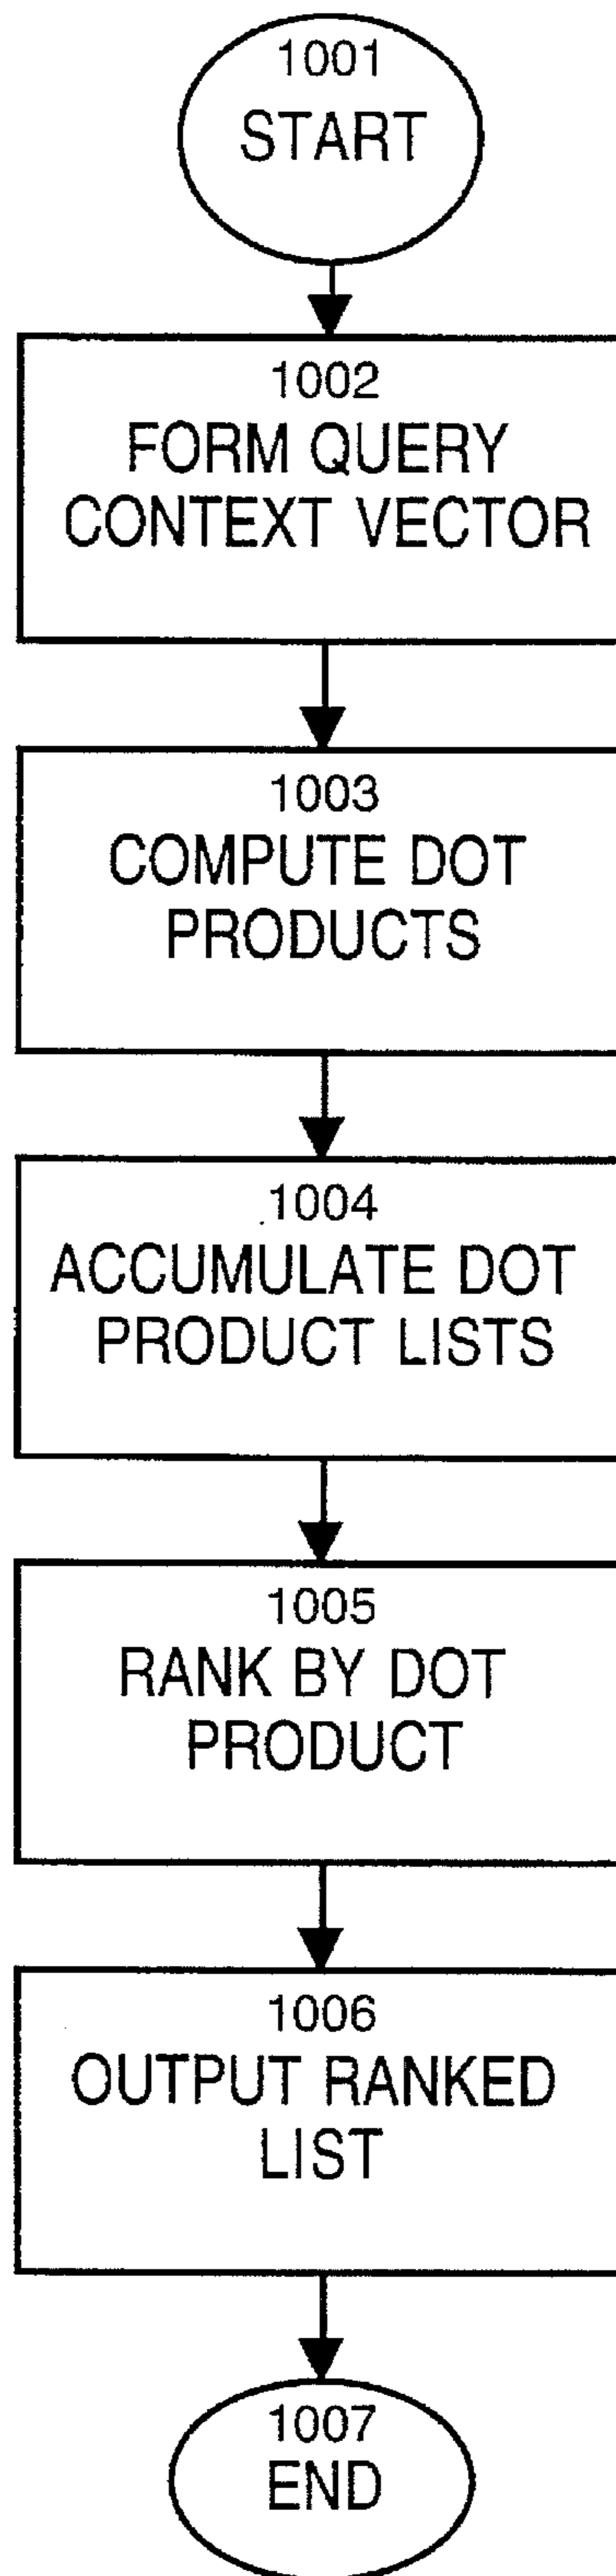 1001
START
1002
FORM QUERY
CONTEXT VECTOR
1003
COMPUTE DOT
PRODUCTS
1004
ACCUMULATE DOT
PRODUCT LISTS
1005
RANK BY DOT
PRODUCT
1006
OUTPUT RANKED
LIST
1007
END